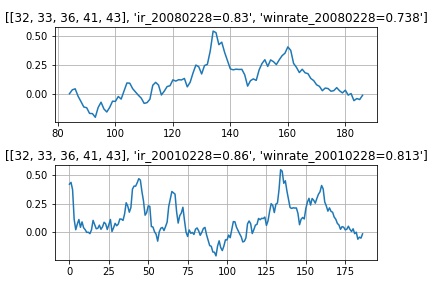 [[32, 33, 36, 41, 43], 'ir_20080228=0.83', 'winrate_20080228=0.738']
0.50
0.25
0.00
80 100 120 140 160 180
[[32, 33, 36, 41, 43], 'ir_20010228=0.86', 'winrate_20010228=0.813']
0.50
0.25
0.00
0 25 50 75 100 125 150 175